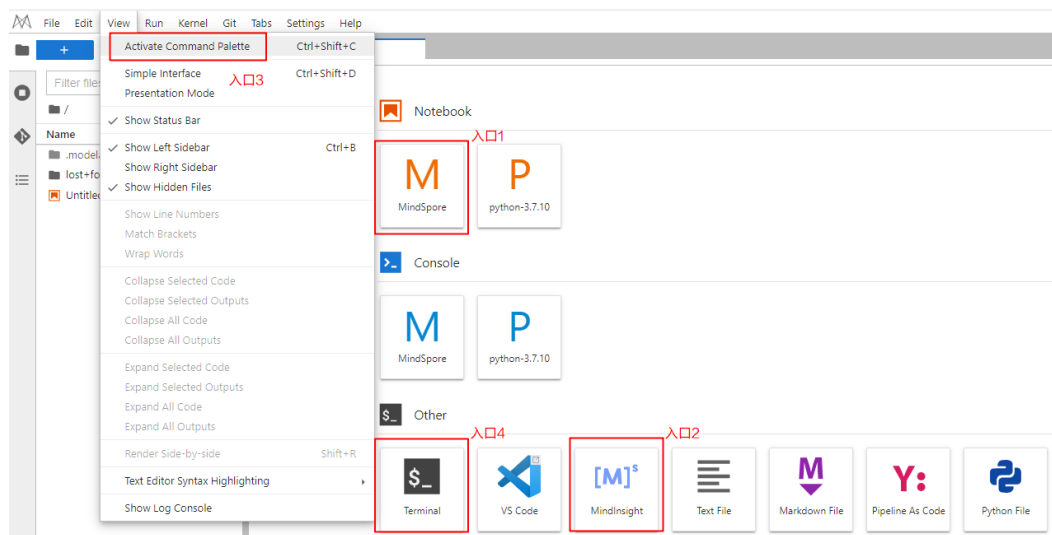 File Edit View Run Kernel Git Tabs Settings Help
Activate Command Palette Ctrl+Shift+C
Simple Interface Ctrl+Shift+D
入口3
Presentation Mode
Show Status Bar
Show Left Sidebar Ctrl+B
Show Right Sidebar
Show Hidden Files
Show Line Numbers
Match Brackets
Wrap Words
Collapse Selected Code
Collapse Selected Outputs
Collapse All Code
Collapse All Outputs
Expand Selected Code
Expand Selected Outputs
Expand All Code
Expand All Outputs
Render Side-by-side Shift+R
Text Editor Syntax Highlighting
Show Log Console
+
Filter file
/
Name
.model
lost+fo
Untitle
Notebook
入口1
M P
MindSpore python-3.7.10
Console
M P
MindSpore python-3.7.10
$_ Other
入口4 入口2
$_ [M]s M Y:
Terminal VS Code MindInsight Text File Markdown File Pipeline As Code Python File